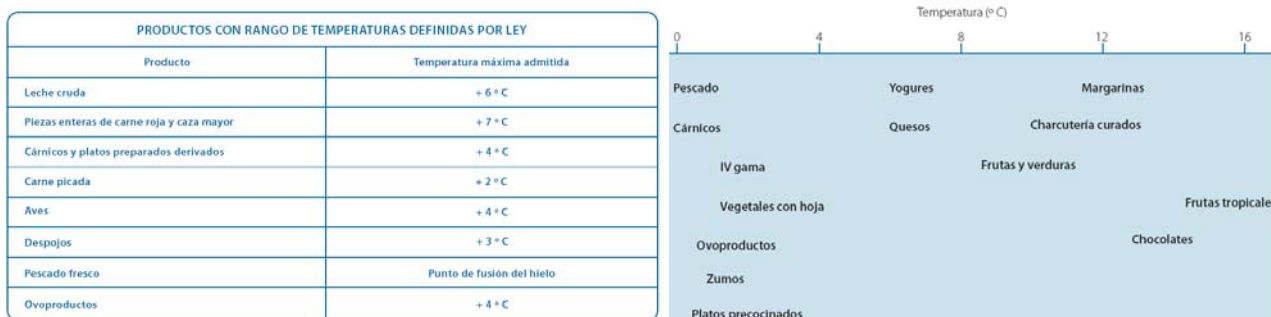 PRODUCTOS CON RANGO DE TEMPERATURAS DEFINIDAS POR LEY
Producto Temperatura máxima admitida
Leche cruda + 6 º C
Piezas enteras de carne roja y caza mayor + 7 º C
Cárnicos y platos preparados derivados + 4 º C
Carne picada + 2 º C
Aves + 4 º C
Despojos + 3 º C
Pescado fresco Punto de fusión del hielo
Ovoproductos + 4 º C
Temperatura (º C)
0 4 8 12 16
Pescado Yogures Margarinas
Cárnicos Quesos Charcutería curados
IV gama Frutas y verduras
Vegetales con hoja Frutas tropicale
Ovoproductos Chocolates
Zumos
Platos precocinados